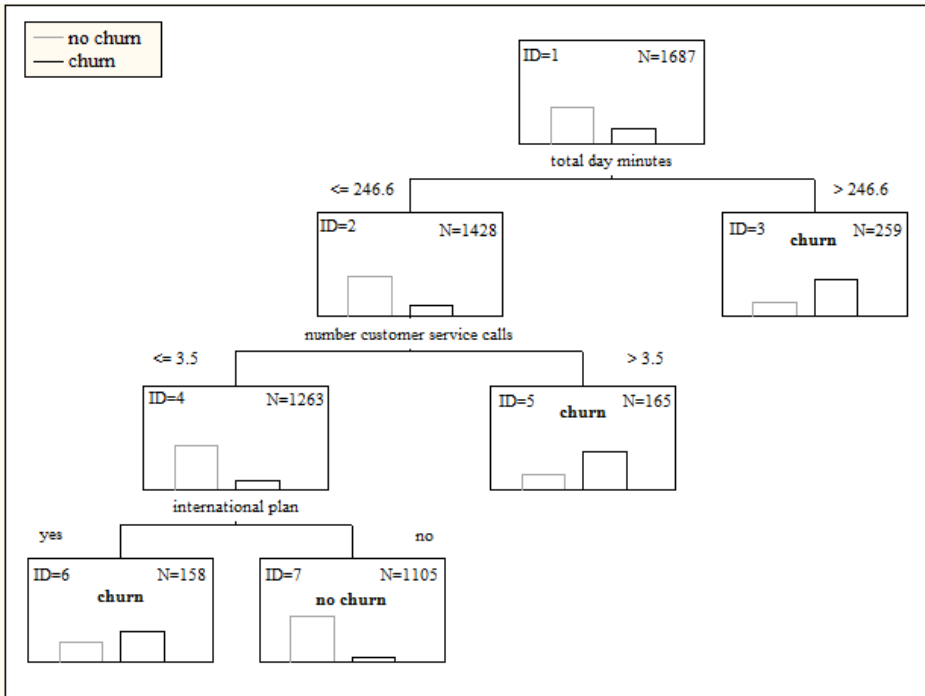 no churn
churn
ID=1 N=1687
total day minutes
<= 246.6 > 246.6
ID=2 N=1428
ID=3 churn N=259
number customer service calls
<= 3.5 > 3.5
ID=4 N=1263
ID=5 churn N=165
international plan
yes no
ID=6 N=158
churn
ID=7 N=1105
no churn